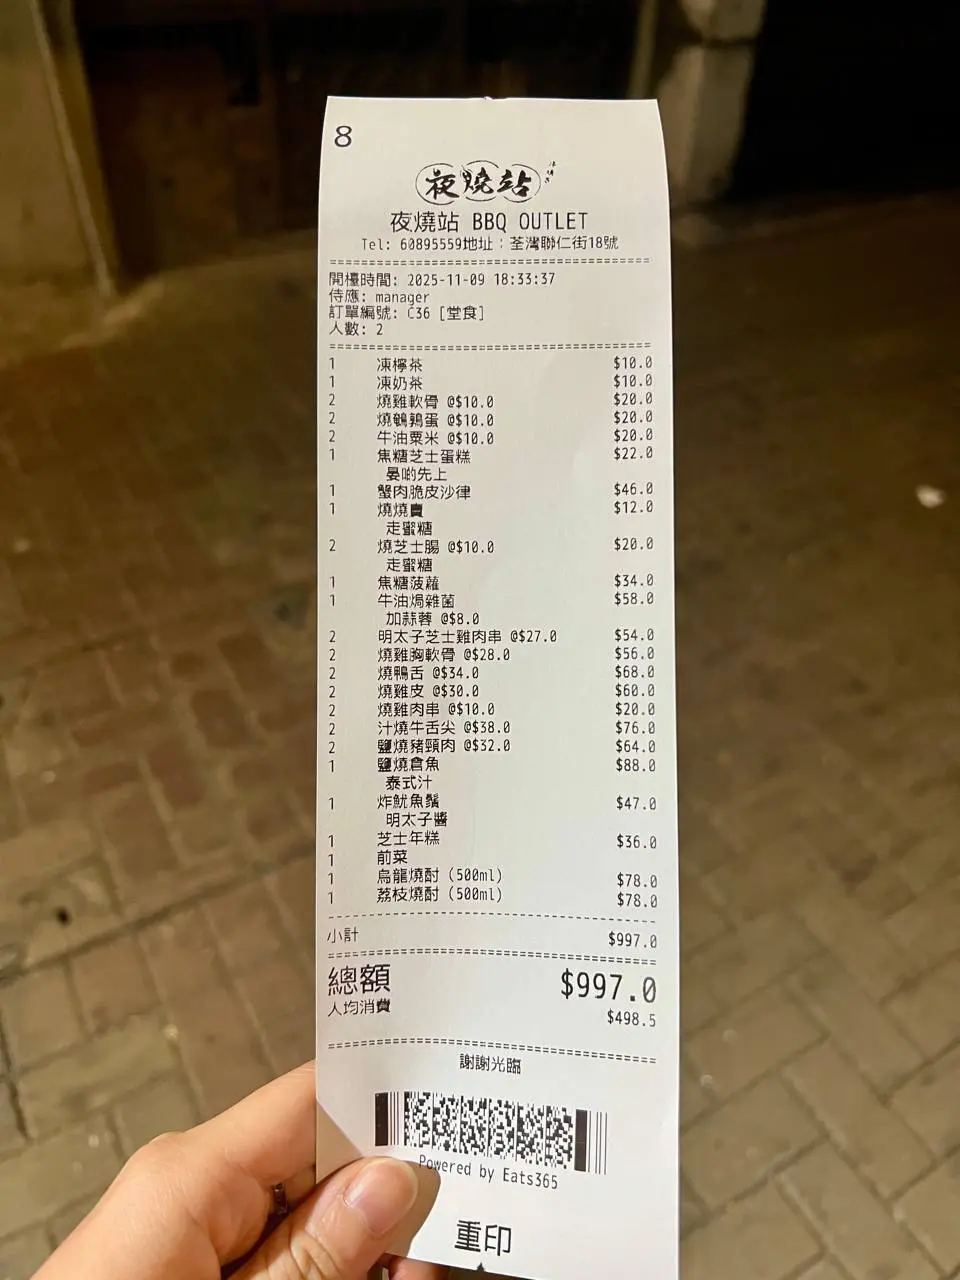 8
夜燒站
夜燒站 BBQ OUTLET
Tel: 60895559地址：荃灣聯仁街18號
開檯時間: 2025-11-09 18:33:37
侍應: manager
訂單編號: C36 [堂食]
人數: 2
1 凍檸茶 $10.0
1 凍奶茶 $10.0
2 燒雞軟骨 @$10.0 $20.0
2 燒鵪鶉蛋 @$10.0 $20.0
2 牛油粟米 @$10.0 $20.0
1 焦糖芝士蛋糕 $22.0
晏啲先上
1 蟹肉脆皮沙律 $46.0
1 燒燒賣 $12.0
走蜜糖
2 燒芝士腸 @$10.0 $20.0
走蜜糖
1 焦糖菠蘿 $34.0
1 牛油焗雜菌 $58.0
加蒜蓉 @$8.0
2 明太子芝士雞肉串 @$27.0 $54.0
2 燒雞胸軟骨 @$28.0 $56.0
2 燒鴨舌 @$34.0 $68.0
2 燒雞皮 @$30.0 $60.0
2 燒雞肉串 @$10.0 $20.0
2 汁燒牛舌尖 @$38.0 $76.0
2 鹽燒豬頸肉 @$32.0 $64.0
1 鹽燒倉魚 $88.0
泰式汁
1 炸魷魚鬚 $47.0
明太子醬
1 芝士年糕 $36.0
1 前菜
1 烏龍燒酎 (500ml) $78.0
1 荔枝燒酎 (500ml) $78.0
小計 $997.0
總額 $997.0
人均消費 $498.5
謝謝光臨
Powered by Eats365
重印